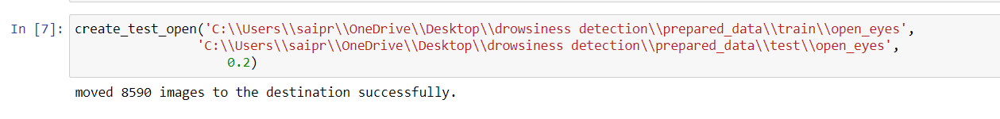 In [7]: create_test_open('C:\\Users\\saipr\\OneDrive\\Desktop\\drowsiness detection\\prepared_data\\train\\open_eyes',
'C:\\Users\\saipr\\OneDrive\\Desktop\\drowsiness detection\\prepared_data\\test\\open_eyes',
0.2)
moved 8590 images to the destination successfully.